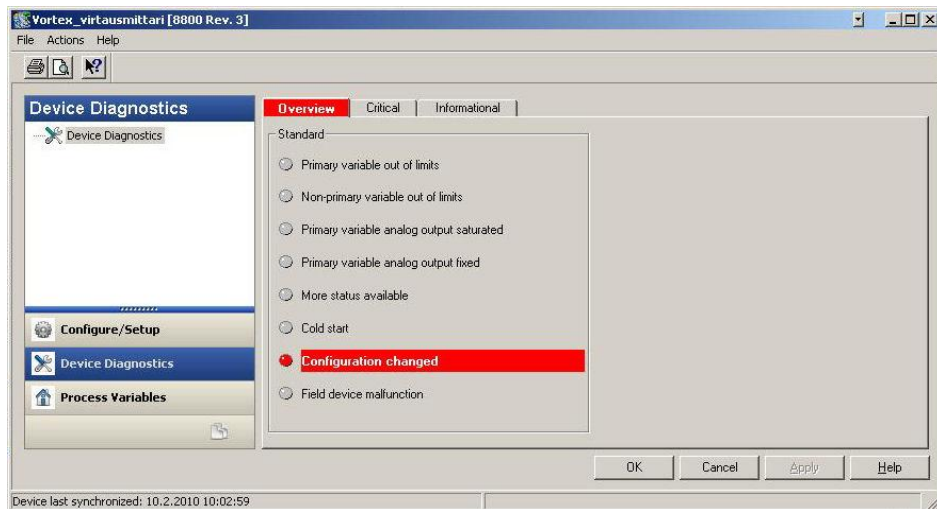 Vortex_virtausmittari [8800 Rev. 3]
File Actions Help
Device Diagnostics
Device Diagnostics
Configure/Setup
Device Diagnostics
Process Variables
Overview Critical Informational
Standard
Primary variable out of limits
Non-primary variable out of limits
Primary variable analog output saturated
Primary variable analog output fixed
More status available
Cold start
Configuration changed
Field device malfunction
OK Cancel Apply Help
Device last synchronized: 10.2.2010 10:02:59